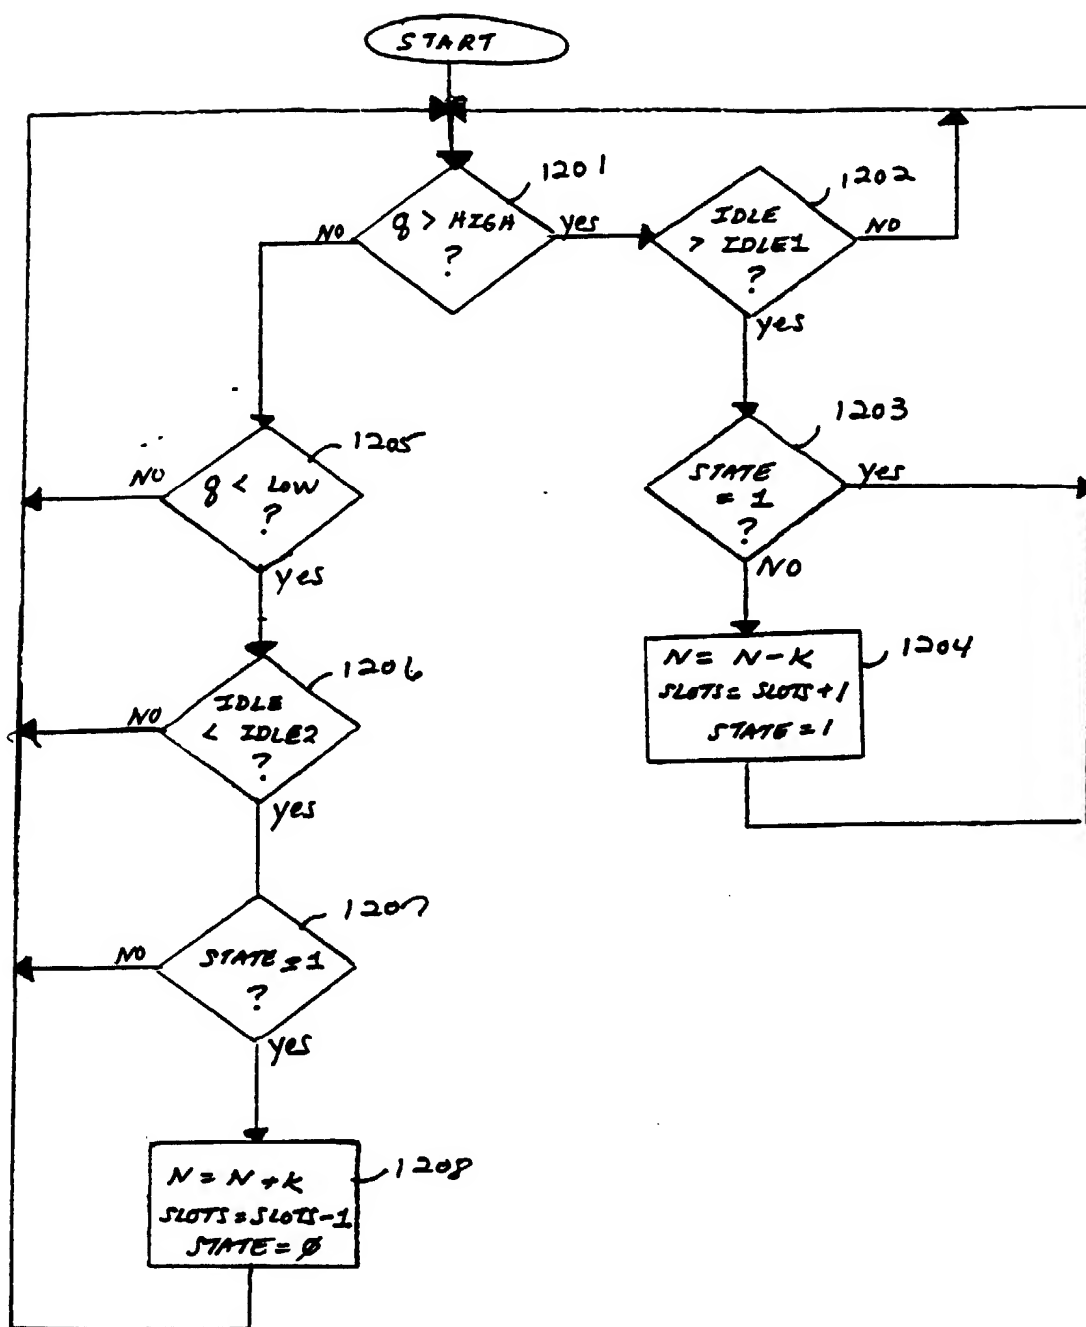 START
1201
q > HIGH
?
NO
yes
1202
IDLE
> IDLE1
?
NO
yes
1203
STATE
= 1
?
yes
NO
1204
N = N-K
SLOTS = SLOTS+1
STATE = 1
1205
q < LOW
?
NO
yes
1206
IDLE
< IDLE2
?
NO
yes
1207
STATE = 1
?
NO
yes
1208
N = N+K
SLOTS = SLOTS-1
STATE = Ø